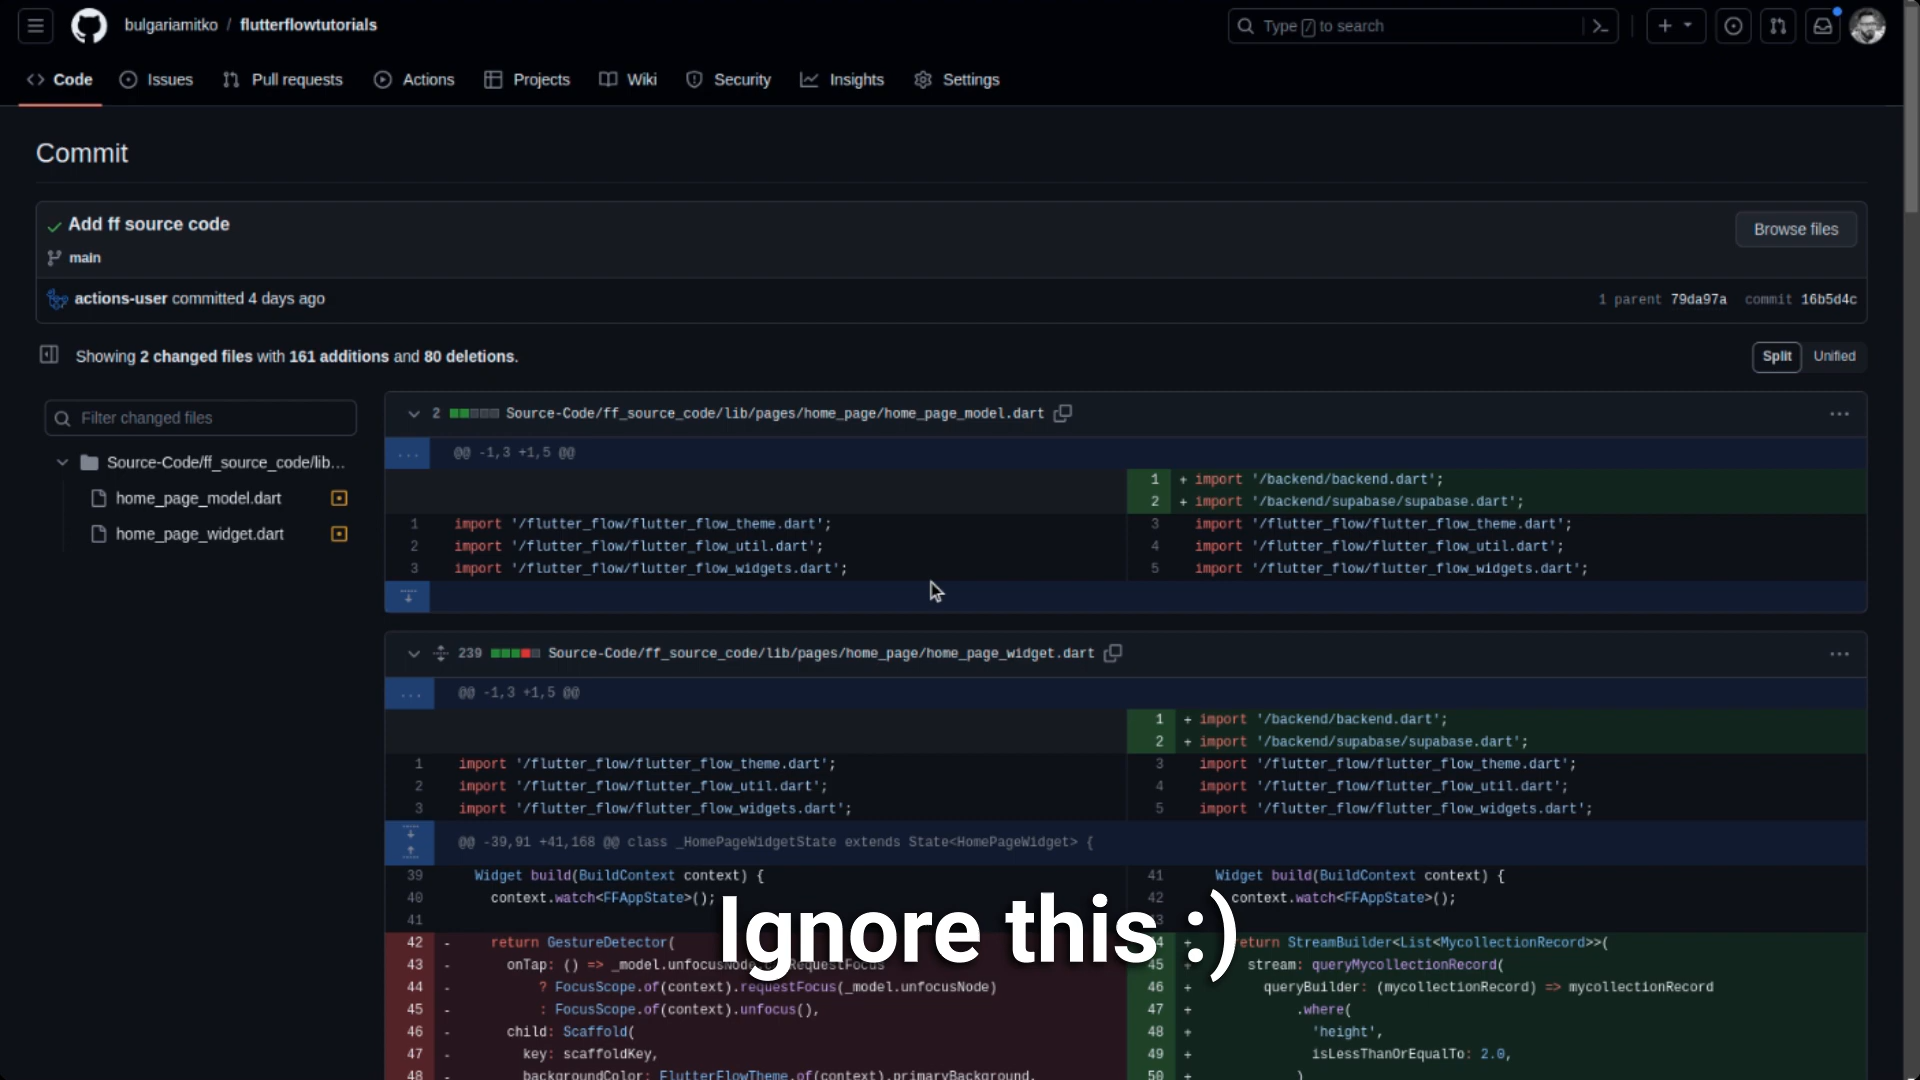 bulgariamitko / flutterflowtutorials
Type / to search
Code Issues Pull requests Actions Projects Wiki Security Insights Settings
Commit
Add ff source code
Browse files
main
actions-user committed 4 days ago
1 parent 79da97a commit 16b5d4c
Showing 2 changed files with 161 additions and 80 deletions.
Split Unified
Filter changed files
Source-Code/ff_source_code/lib...
home_page_model.dart
home_page_widget.dart
2 Source-Code/ff_source_code/lib/pages/home_page/home_page_model.dart
... @@ -1,3 +1,5 @@
1 + import '/backend/backend.dart';
2 + import '/backend/supabase/supabase.dart';
1 import '/flutter_flow/flutter_flow_theme.dart'; 3 import '/flutter_flow/flutter_flow_theme.dart';
2 import '/flutter_flow/flutter_flow_util.dart'; 4 import '/flutter_flow/flutter_flow_util.dart';
3 import '/flutter_flow/flutter_flow_widgets.dart'; 5 import '/flutter_flow/flutter_flow_widgets.dart';
239 Source-Code/ff_source_code/lib/pages/home_page/home_page_widget.dart
... @@ -1,3 +1,5 @@
1 + import '/backend/backend.dart';
2 + import '/backend/supabase/supabase.dart';
1 import '/flutter_flow/flutter_flow_theme.dart'; 3 import '/flutter_flow/flutter_flow_theme.dart';
2 import '/flutter_flow/flutter_flow_util.dart'; 4 import '/flutter_flow/flutter_flow_util.dart';
3 import '/flutter_flow/flutter_flow_widgets.dart'; 5 import '/flutter_flow/flutter_flow_widgets.dart';
@@ -39,91 +41,168 @@ class _HomePageWidgetState extends State<HomePageWidget> {
39 Widget build(BuildContext context) { 41 Widget build(BuildContext context) {
40 context.watch<FFAppState>(); 42 context.watch<FFAppState>();
41
Ignore this :)
42 - return GestureDetector( + return StreamBuilder<List<MycollectionRecord>>(
43 - onTap: () => _model.unfocusNode. RequestFocus 45 + stream: queryMycollectionRecord(
44 - ? FocusScope.of(context).requestFocus(_model.unfocusNode) 46 + queryBuilder: (mycollectionRecord) => mycollectionRecord
45 - : FocusScope.of(context).unfocus(), 47 + .where(
46 - child: Scaffold( 48 + 'height',
47 - key: scaffoldKey, 49 + isLessThanOrEqualTo: 2.0,
48 - backgroundColor: FlutterFlowTheme.of(context).primaryBackground, 50 + )